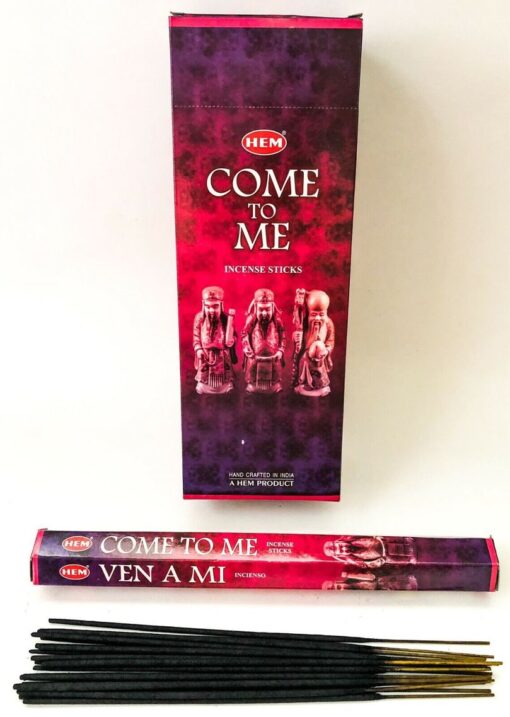 HEM®
COME
TO
ME
INCENSE STICKS
HAND CRAFTED IN INDIA
A HEM PRODUCT
HEM COME TO ME INCENSE STICKS
HEM VEN A MI INCIENSO